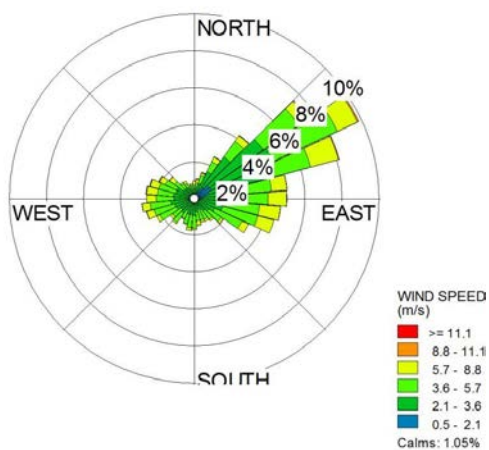 NORTH
10%
8%
6%
4%
2%
WEST
EAST
SOUTH
WIND SPEED
(m/s)
>= 11.1
8.8 - 11.1
5.7 - 8.8
3.6 - 5.7
2.1 - 3.6
0.5 - 2.1
Calms: 1.05%